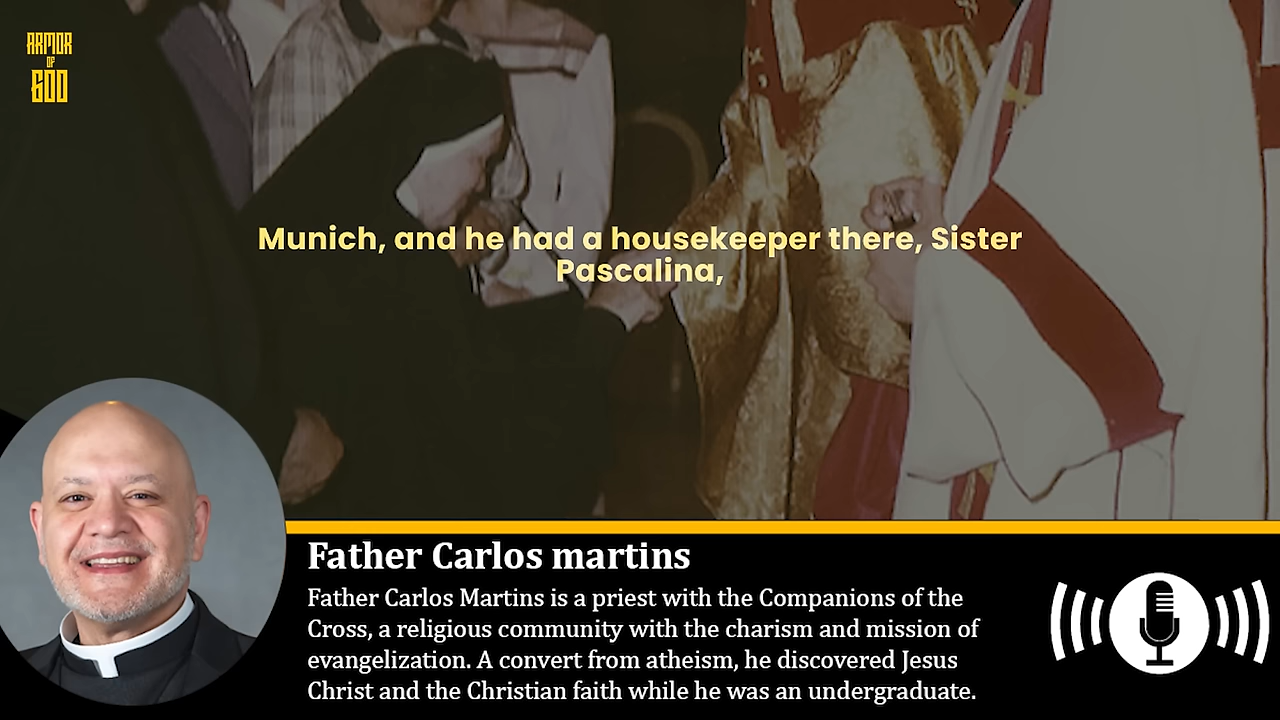 ARMOR
OF
GOD
Munich, and he had a housekeeper there, Sister
Pascalina,
Father Carlos martins
Father Carlos Martins is a priest with the Companions of the
Cross, a religious community with the charism and mission of
evangelization. A convert from atheism, he discovered Jesus
Christ and the Christian faith while he was an undergraduate.